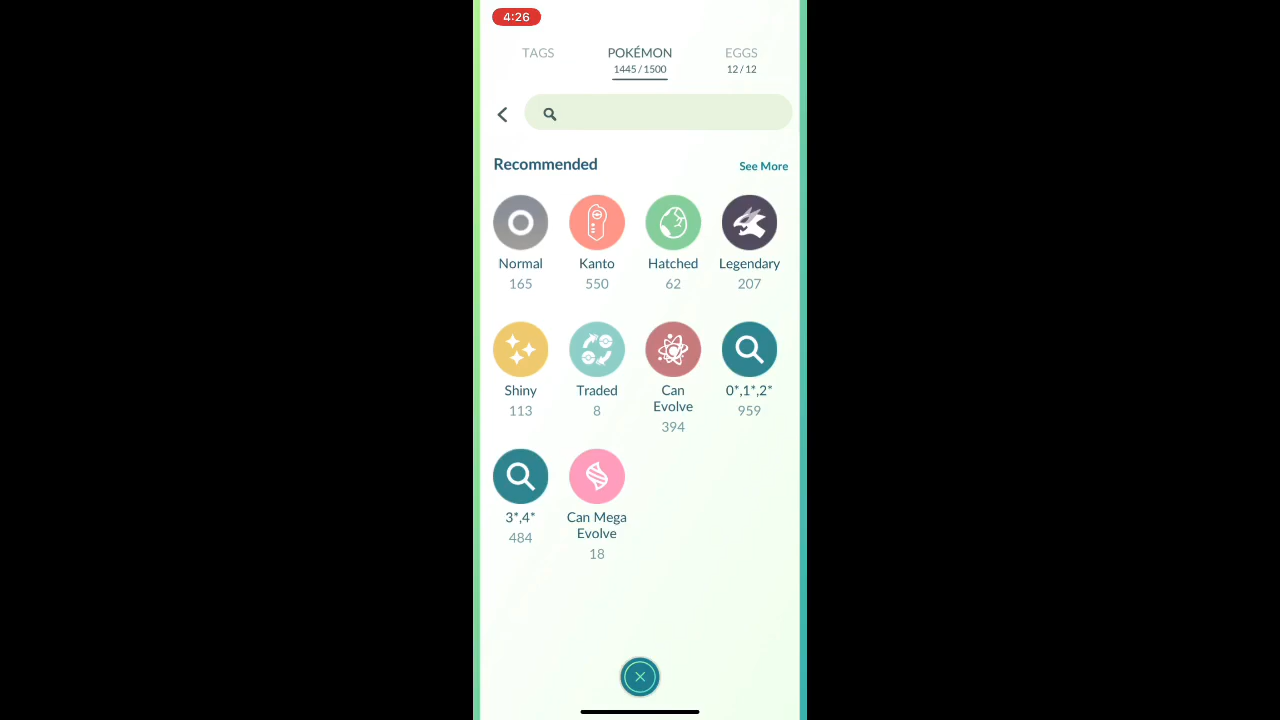 4:26
TAGS POKÉMON EGGS
1445 / 1500 12 / 12
Recommended See More
Normal Kanto Hatched Legendary
165 550 62 207
Shiny Traded Can Evolve 0*,1*,2*
113 8 394 959
3*,4* Can Mega Evolve
484 18